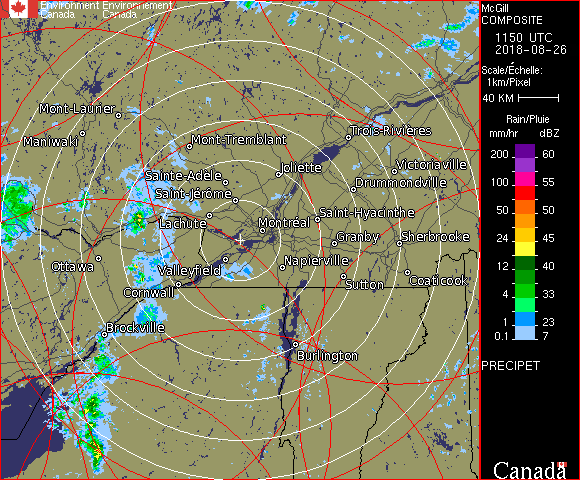 Environment Environnement
Canada Canada
McGill
COMPOSITE
1150 UTC
2018-08-26
Scale/Échelle:
1km/Pixel
40 KM
Rain/Pluie
mm/hr dBZ
200 60
100 55
50 50
24 45
12 40
4 33
1 23
0.1 7
PRECIPET
Canada
Mont-Laurier
Maniwaki
Mont-Tremblant
Trois-Rivières
Joliette
Victoriaville
Sainte-Adèle
Drummondville
Saint-Jérôme
Saint-Hyacinthe
Lachute
Montréal
Granby
Sherbrooke
Ottawa
Valleyfield
Napierville
Sutton
Coaticook
Cornwall
Brockville
Burlington